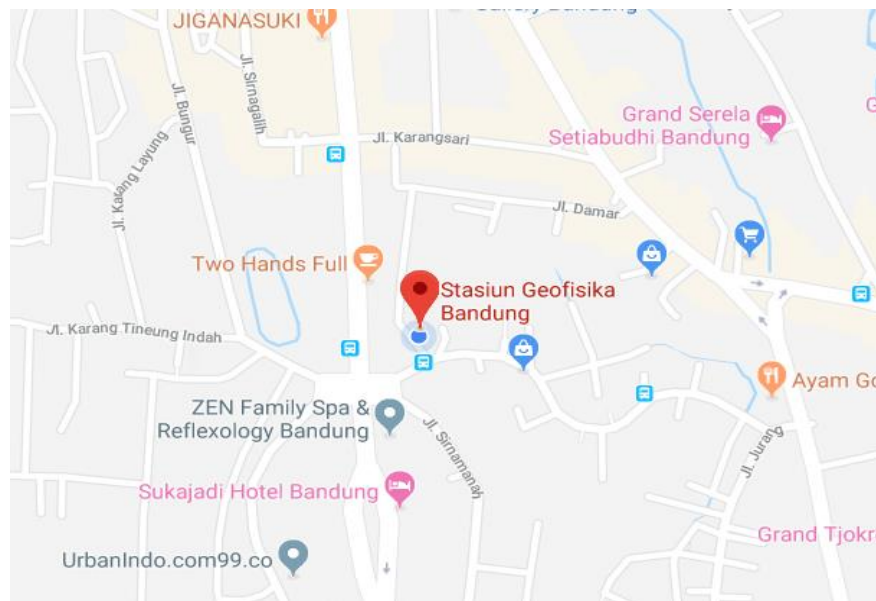 JIGANASUKI
Bandung
Jl. Sirnagalih
Jl. Bungur
Jl. Karangsari
Grand Serela
Setiabudhi Bandung
Jl. Karang Layung
Jl. Damar
Two Hands Full
Stasiun Geofisika
Bandung
Jl. Karang Tineung Indah
Ayam Go
ZEN Family Spa &
Reflexology Bandung
Jl. Sirnamanah
Jl. Jurang
Sukajadi Hotel Bandung
Grand Tjokr
UrbanIndo.com99.co